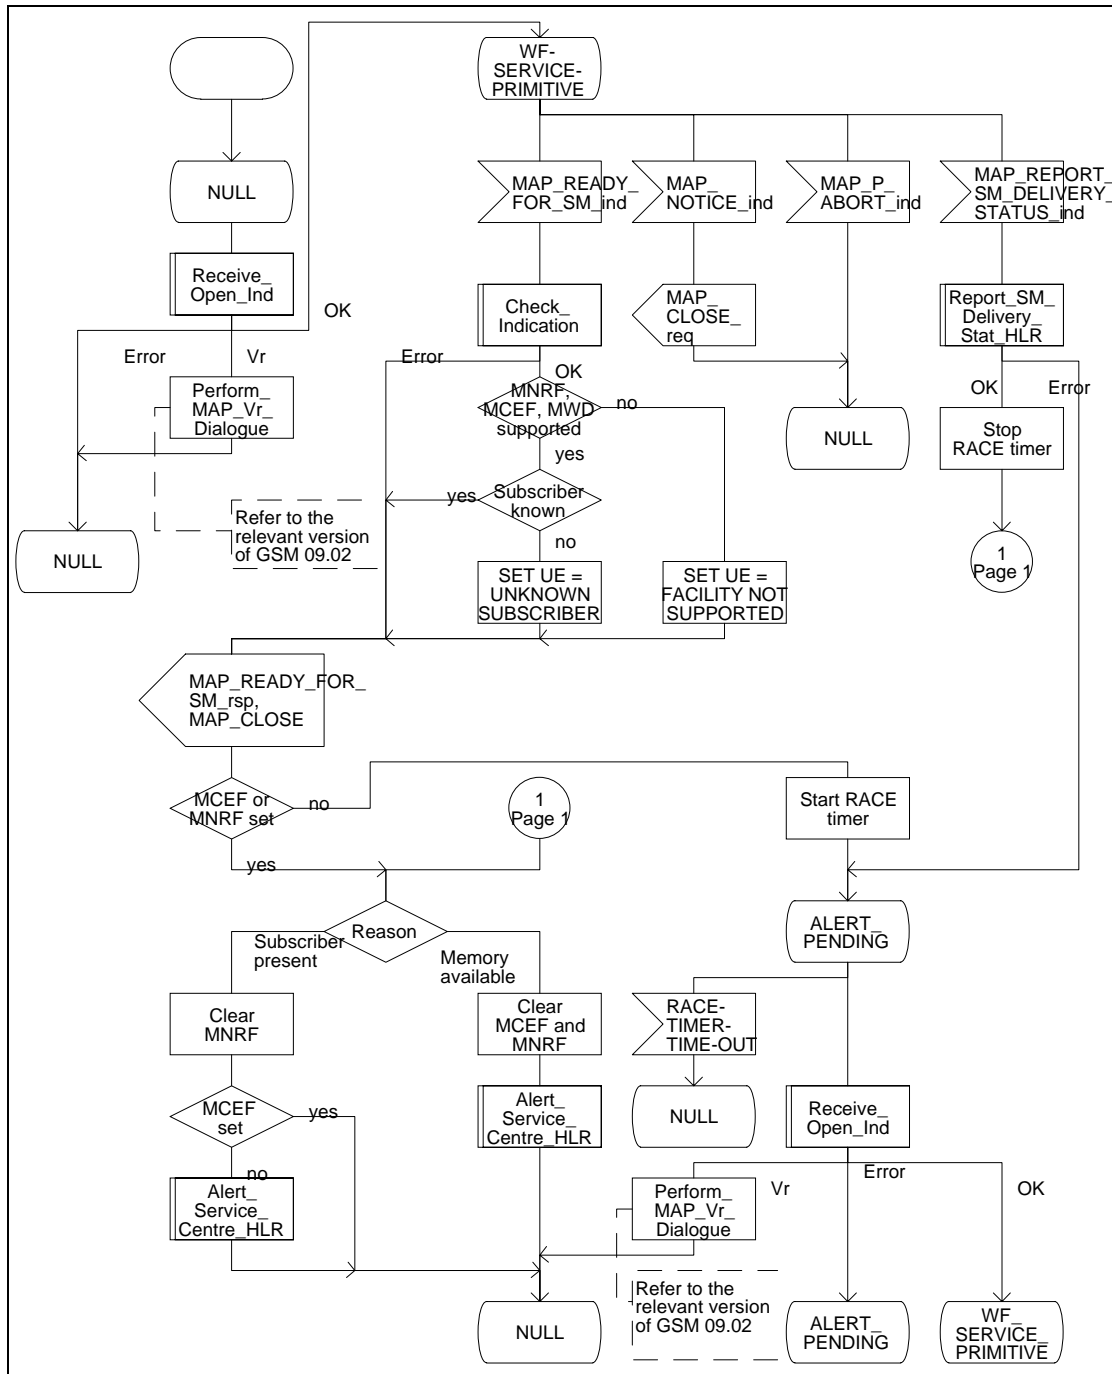 WF-
SERVICE-
PRIMITIVE
NULL
MAP_READY_
FOR_SM_ind
MAP_
NOTICE_ind
MAP_P_
ABORT_ind
MAP_REPORT_
SM_DELIVERY_
STATUS_ind
Receive_
Open_Ind
OK
Error
Vr
Perform_
MAP_Vr_
Dialogue
Check_
Indication
Error
OK
MAP_
CLOSE_
req
Report_SM_
Delivery_
Stat_HLR
OK
Error
MNRF,
MCEF, MWD
supported
no
yes
NULL
Stop
RACE timer
Subscriber
known
yes
no
Refer to the
relevant version
of GSM 09.02
NULL
1
Page 1
SET UE =
UNKNOWN
SUBSCRIBER
SET UE =
FACILITY NOT
SUPPORTED
MAP_READY_FOR_
SM_rsp,
MAP_CLOSE
MCEF or
MNRF set
no
yes
1
Page 1
Start RACE
timer
Reason
Subscriber
present
Memory
available
ALERT_
PENDING
Clear
MNRF
Clear
MCEF and
MNRF
RACE-
TIMER-
TIME-OUT
MCEF
set
yes
no
Alert_
Service_
Centre_HLR
NULL
Receive_
Open_Ind
Alert_
Service_
Centre_HLR
Perform_
MAP_Vr_
Dialogue
Vr
Error
OK
Refer to the
relevant version
of GSM 09.02
NULL
ALERT_
PENDING
WF_
SERVICE_
PRIMITIVE